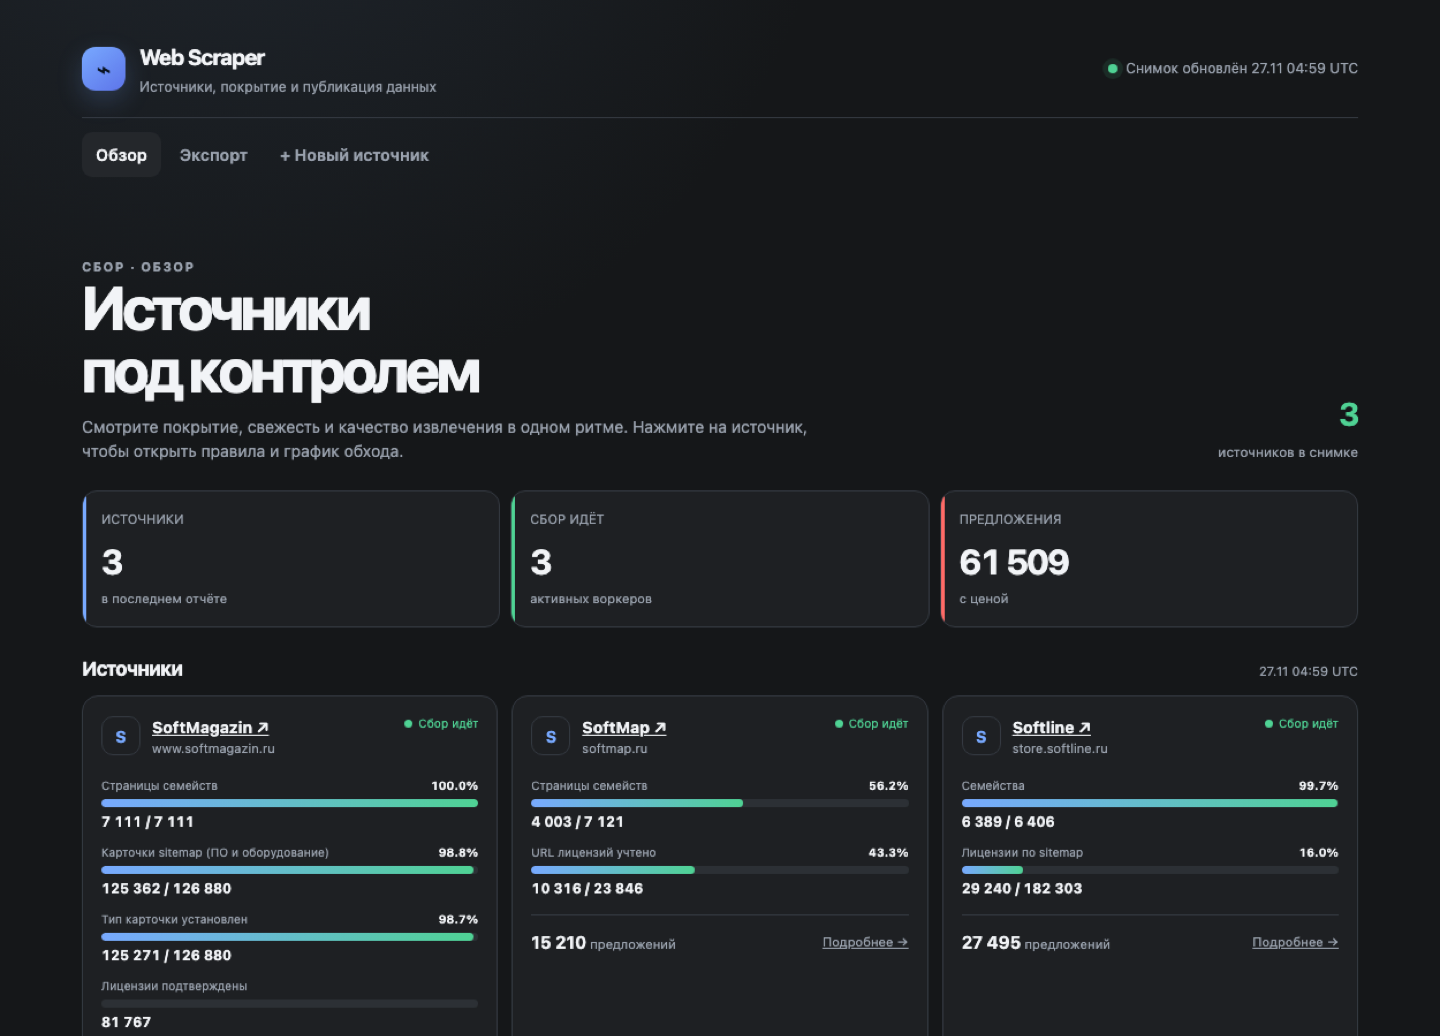 Web Scraper
Источники, покрытие и публикация данных
Снимок обновлён 27.11 04:59 UTC
Обзор
Экспорт
+ Новый источник
СБОР · ОБЗОР
Источники
под контролем
Смотрите покрытие, свежесть и качество извлечения в одном ритме. Нажмите на источник,
чтобы открыть правила и график обхода.
3
источников в снимке
ИСТОЧНИКИ
3
в последнем отчёте
СБОР ИДЁТ
3
активных воркеров
ПРЕДЛОЖЕНИЯ
61 509
с ценой
Источники
27.11 04:59 UTC
S
SoftMagazin ↗
www.softmagazin.ru
Сбор идёт
Страницы семейств
100.0%
7 111 / 7 111
Карточки sitemap (ПО и оборудование)
98.8%
125 362 / 126 880
Тип карточки установлен
98.7%
125 271 / 126 880
Лицензии подтверждены
81 767
S
SoftMap ↗
softmap.ru
Сбор идёт
Страницы семейств
56.2%
4 003 / 7 121
URL лицензий учтено
43.3%
10 316 / 23 846
15 210 предложений
Подробнее →
S
Softline ↗
store.softline.ru
Сбор идёт
Семейства
99.7%
6 389 / 6 406
Лицензии по sitemap
16.0%
29 240 / 182 303
27 495 предложений
Подробнее →